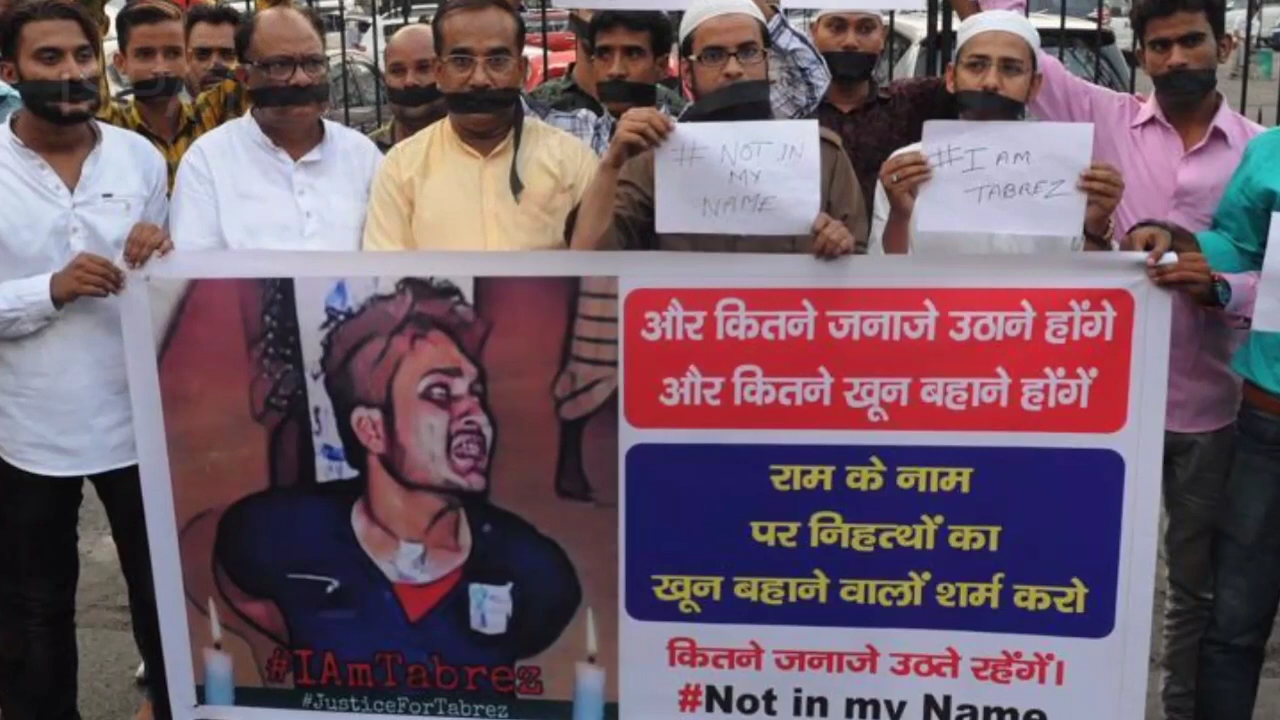 # NOT IN
MY
NAME
#I AM
TABREZ
और कितने जनाजे उठाने होंगे
और कितने खून बहाने होंगें
राम के नाम
पर निहत्थों का
खून बहाने वालों शर्म करो
कितने जनाजे उठते रहेंगें।
#Not in my Name
#IAmTabrez
#JusticeForTabrez